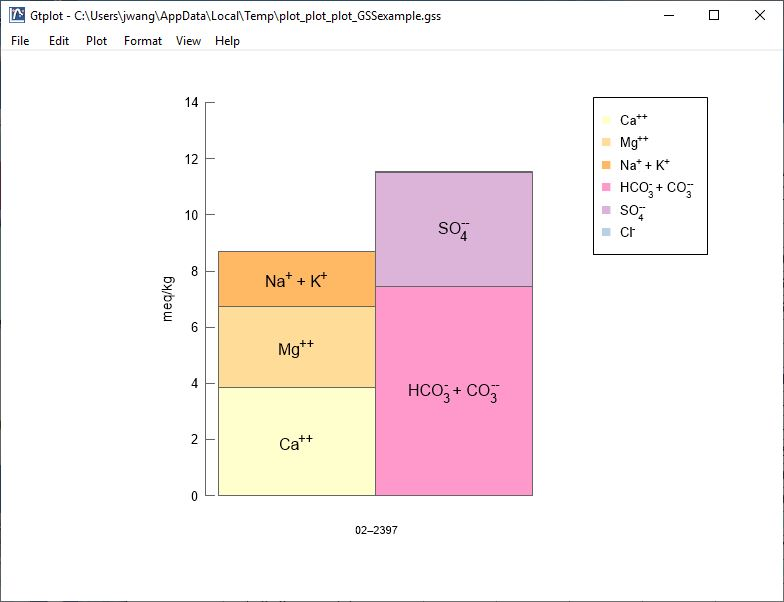 Gtplot - C:\Users\jwang\AppData\Local\Temp\plot_plot_plot_GSSexample.gss
File Edit Plot Format View Help
14
12
10
8
6
4
2
0
meq/kg
Na⁺ + K⁺
Mg⁺⁺
Ca⁺⁺
SO₄⁻⁻
HCO₃⁻ + CO₃⁻⁻
02–2397
Ca⁺⁺
Mg⁺⁺
Na⁺ + K⁺
HCO₃⁻ + CO₃⁻⁻
SO₄⁻⁻
Cl⁻